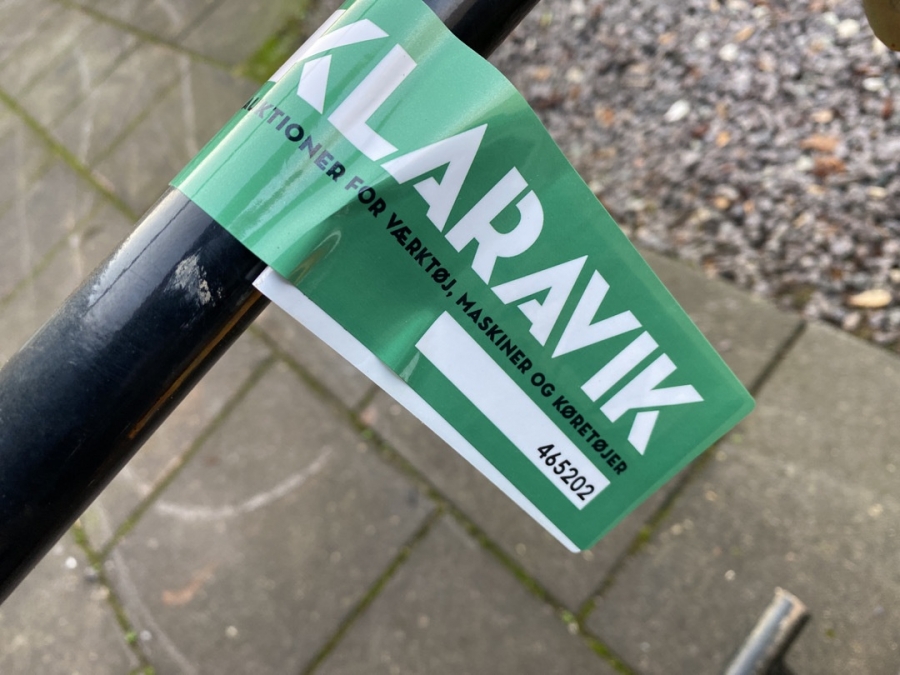 KLARAVIK
AUKTIONER FOR VÆRKTØJ, MASKINER OG KØRETØJER
465202